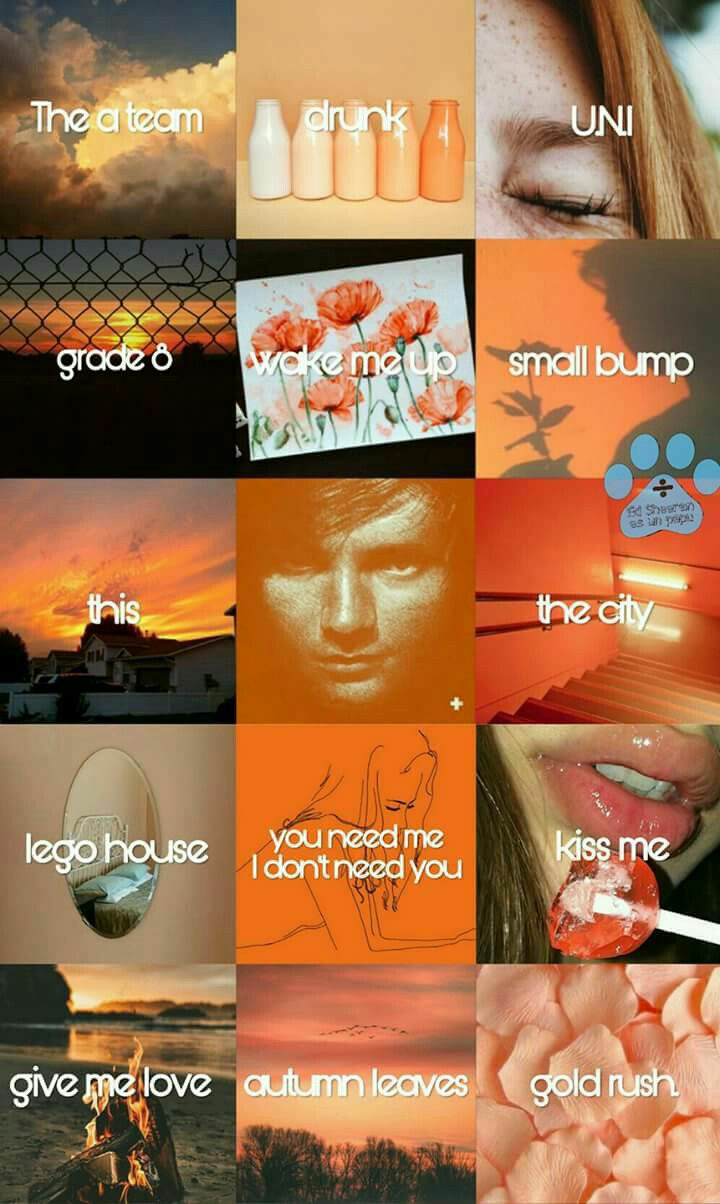 The a team
drunk
U.N.I
grade 8
wake me up
small bump
÷
Ed Sheeran
es un papu
this
+
the city
lego house
you need me
I don't need you
kiss me
give me love
autumn leaves
gold rush